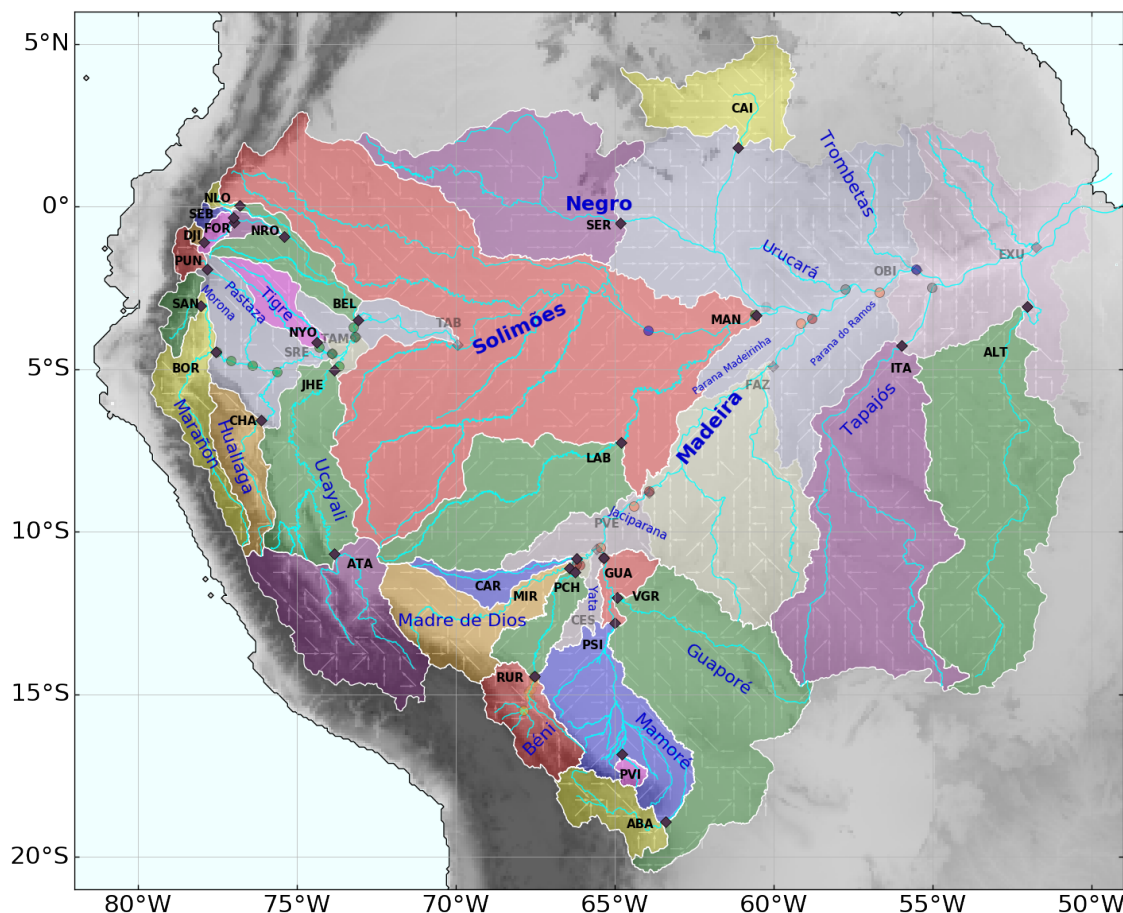 5°N
0°
5°S
10°S
15°S
20°S
80°W
75°W
70°W
65°W
60°W
55°W
50°W
CAI
Trombetas
NLO
SEB
FOR
NRO
DJI
PUN
Negro
SER
Urucará
OBI
EXU
SAN
Morona
Pastaza
Tigre
BEL
NYO
TAM
TAB
SRE
Solimões
MAN
Parana Madeirinha
Parana do Ramos
BOR
JHE
FAZ
ITA
ALT
CHA
Marañón
Huallaga
Ucayali
LAB
Madeira
Tapajós
PVE
Jaciparana
ATA
CAR
MIR
PCH
GUA
VGR
Yata
Madre de Dios
CES
PSI
Guaporé
RUR
Béni
Mamoré
PVI
ABA